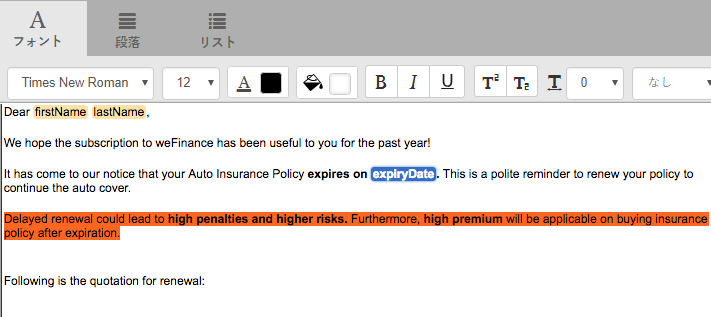 A
フォント 段落 リスト
Times New Roman 12 A B I U T² T₂ T 0 なし
Dear firstName lastName,
We hope the subscription to weFinance has been useful to you for the past year!
It has come to our notice that your Auto Insurance Policy expires on expiryDate. This is a polite reminder to renew your policy to
continue the auto cover.
Delayed renewal could lead to high penalties and higher risks. Furthermore, high premium will be applicable on buying insurance
policy after expiration.
Following is the quotation for renewal: